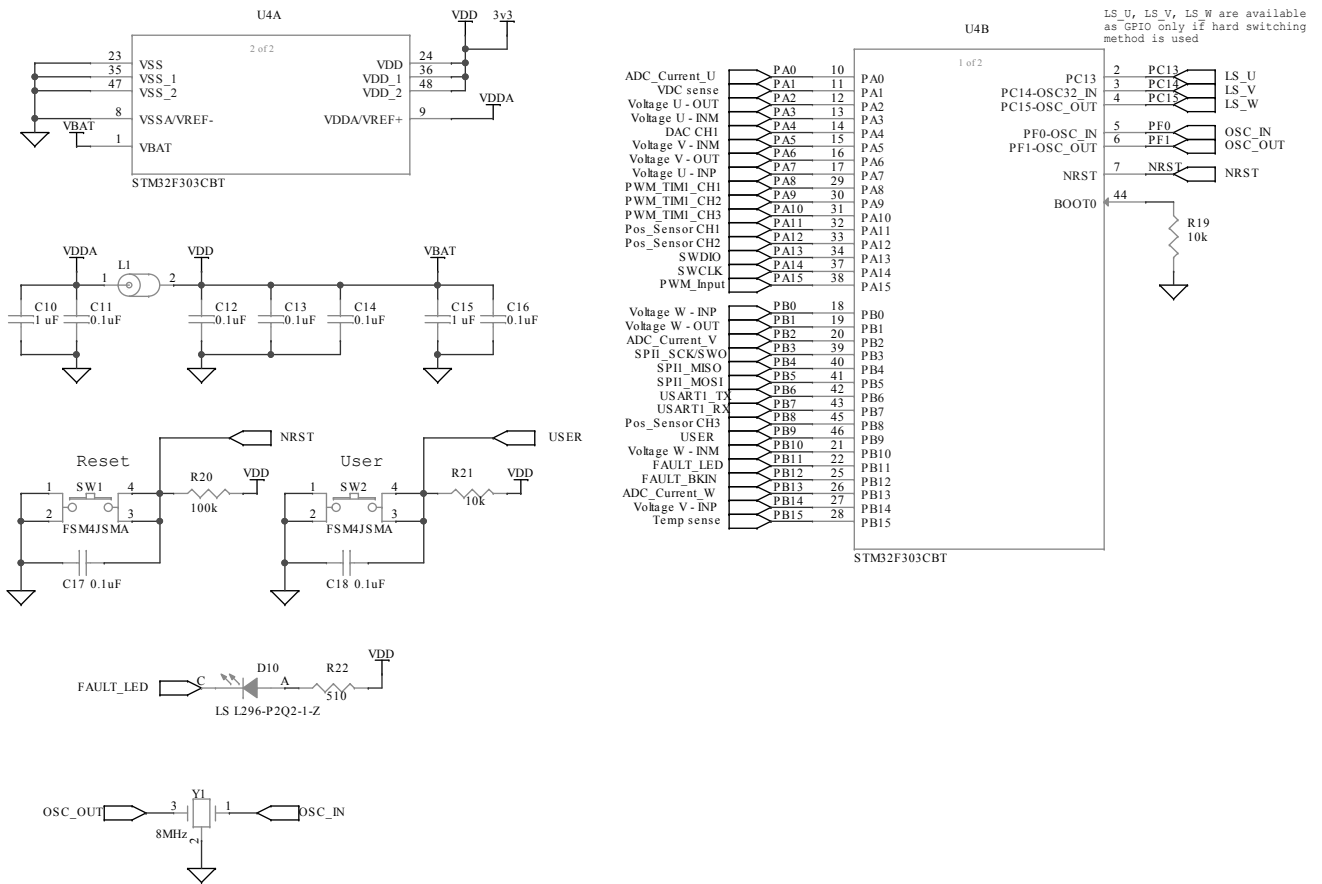 U4A
2 of 2
VDD 3v3
23 VSS VDD 24
35 VSS_1 VDD_1 36
47 VSS_2 VDD_2 48
8 VSSA/VREF- VDDA/VREF+ 9 VDDA
VBAT 1 VBAT
STM32F303CBT
VDDA VDD VBAT
1 L1 2
C10 C11 C12 C13 C14 C15 C16
1 uF 0.1uF 0.1uF 0.1uF 0.1uF 1 uF 0.1uF
NRST
Reset
SW1
1 4
2 3
FSM4JSMA
R20
100k
VDD
C17 0.1uF
USER
User
SW2
1 4
2 3
FSM4JSMA
R21
10k
VDD
C18 0.1uF
FAULT_LED C D10 A R22 VDD
510
LS L296-P2Q2-1-Z
Y1
OSC_OUT 3 1 OSC_IN
8MHz
2
LS_U, LS_V, LS_W are available
as GPIO only if hard switching
method is used
U4B
1 of 2
ADC_Current_U PA0 10 PA0
VDC sense PA1 11 PA1
Voltage U - OUT PA2 12 PA2
Voltage U - INM PA3 13 PA3
DAC CH1 PA4 14 PA4
Voltage V - INM PA5 15 PA5
Voltage V - OUT PA6 16 PA6
Voltage U - INP PA7 17 PA7
PWM_TIM1_CH1 PA8 29 PA8
PWM_TIM1_CH2 PA9 30 PA9
PWM_TIM1_CH3 PA10 31 PA10
Pos_Sensor CH1 PA11 32 PA11
Pos_Sensor CH2 PA12 33 PA12
SWDIO PA13 34 PA13
SWCLK PA14 37 PA14
PWM_Input PA15 38 PA15
Voltage W - INP PB0 18 PB0
Voltage W - OUT PB1 19 PB1
ADC_Current_V PB2 20 PB2
SPI1_SCK/SWO PB3 39 PB3
SPI1_MISO PB4 40 PB4
SPI1_MOSI PB5 41 PB5
USART1_TX PB6 42 PB6
USART1_RX PB7 43 PB7
Pos_Sensor CH3 PB8 45 PB8
USER PB9 46 PB9
Voltage W - INM PB10 21 PB10
FAULT_LED PB11 22 PB11
FAULT_BKIN PB12 25 PB12
ADC_Current_W PB13 26 PB13
Voltage V - INP PB14 27 PB14
Temp sense PB15 28 PB15
PC13 2 PC13 LS_U
PC14-OSC32_IN 3 PC14 LS_V
PC15-OSC_OUT 4 PC15 LS_W
PF0-OSC_IN 5 PF0 OSC_IN
PF1-OSC_OUT 6 PF1 OSC_OUT
NRST 7 NRST NRST
BOOT0 44
R19
10k
STM32F303CBT